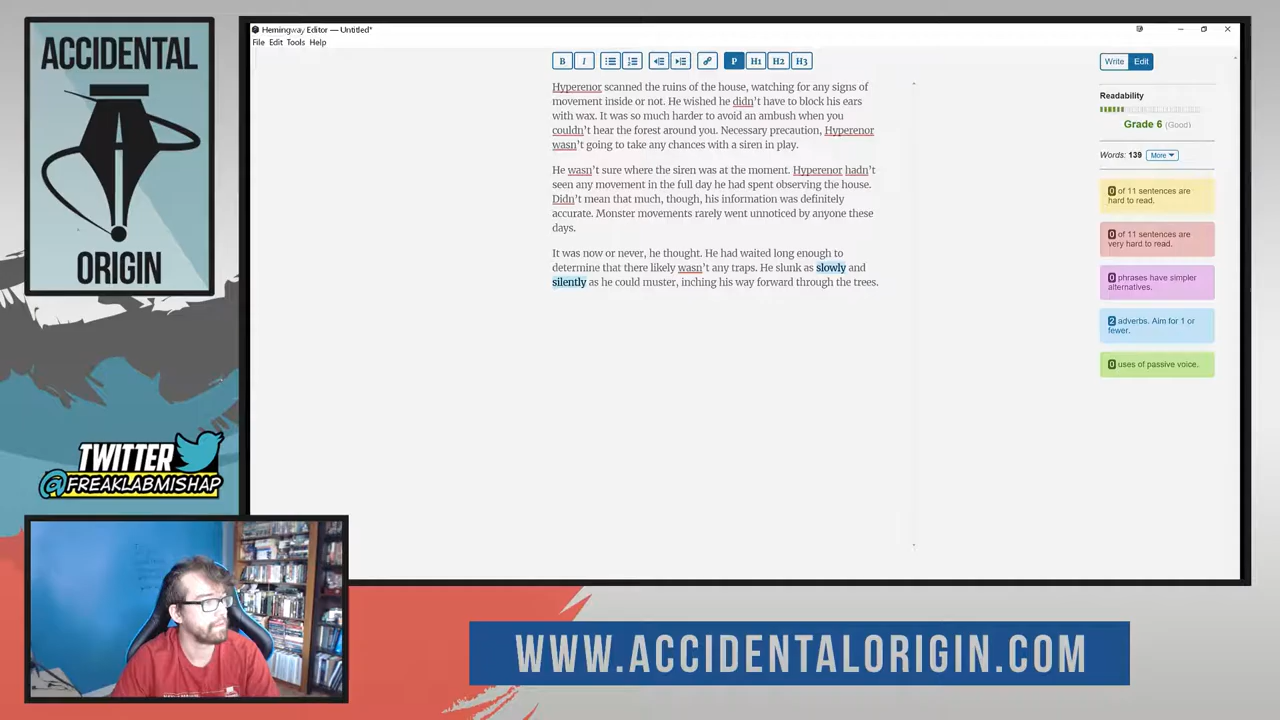 ACCIDENTAL
ORIGIN
TWITTER
@FREAKLABMISHAP
Hemingway Editor — Untitled*
File Edit Tools Help
B I P H1 H2 H3
Write Edit
Hyperenor scanned the ruins of the house, watching for any signs of
movement inside or not. He wished he didn't have to block his ears
with wax. It was so much harder to avoid an ambush when you
couldn't hear the forest around you. Necessary precaution, Hyperenor
wasn't going to take any chances with a siren in play.
He wasn't sure where the siren was at the moment. Hyperenor hadn't
seen any movement in the full day he had spent observing the house.
Didn't mean that much, though, his information was definitely
accurate. Monster movements rarely went unnoticed by anyone these
days.
It was now or never, he thought. He had waited long enough to
determine that there likely wasn't any traps. He slunk as slowly and
silently as he could muster, inching his way forward through the trees.
Readability
Grade 6 (Good)
Words: 139 More
0 of 11 sentences are
hard to read.
0 of 11 sentences are
very hard to read.
0 phrases have simpler
alternatives.
2 adverbs. Aim for 1 or
fewer.
0 uses of passive voice.
WWW.ACCIDENTALORIGIN.COM